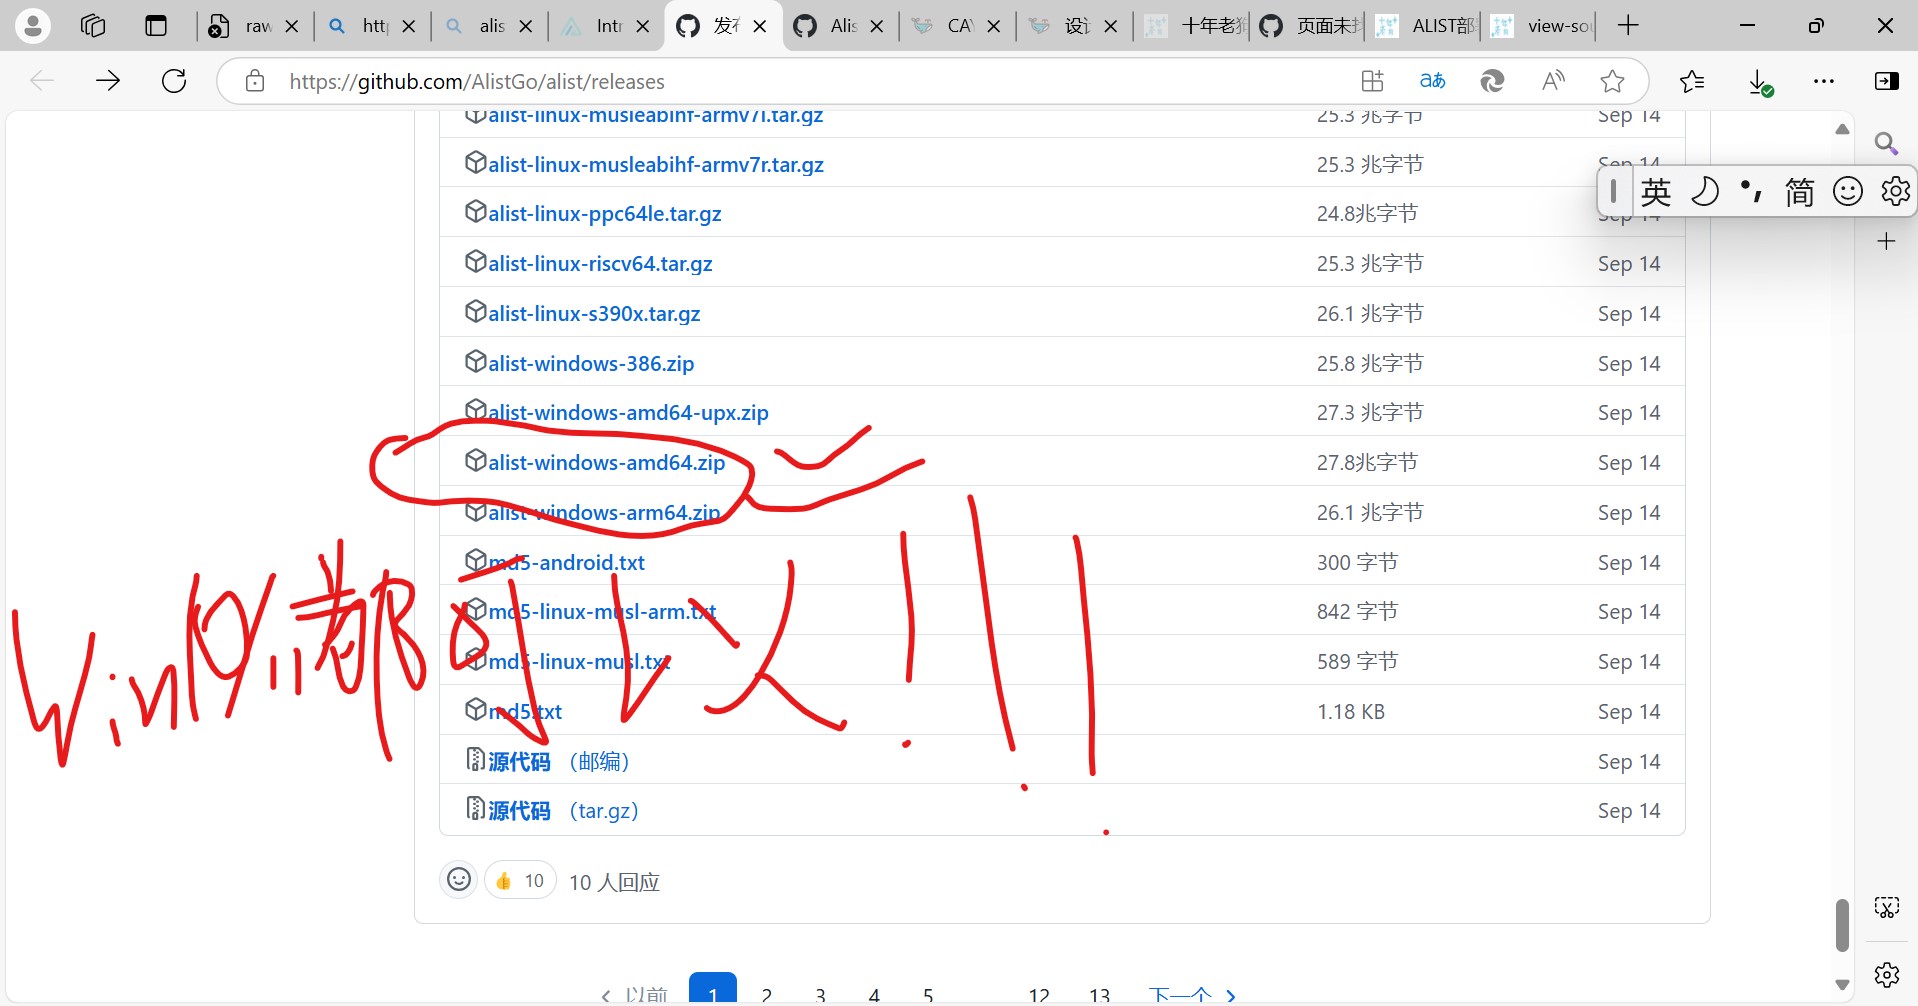 raw
http
alis
Intr
发布
Alis
CA
设计
十年老狗
页面未找
ALIST部署
view-sou
https://github.com/AlistGo/alist/releases
英 简
alist-linux-musleabihf-armv7l.tar.gz 25.3 兆字节 Sep 14
alist-linux-musleabihf-armv7r.tar.gz 25.3 兆字节 Sep 14
alist-linux-ppc64le.tar.gz 24.8兆字节 Sep 14
alist-linux-riscv64.tar.gz 25.3 兆字节 Sep 14
alist-linux-s390x.tar.gz 26.1 兆字节 Sep 14
alist-windows-386.zip 25.8 兆字节 Sep 14
alist-windows-amd64-upx.zip 27.3 兆字节 Sep 14
alist-windows-amd64.zip 27.8兆字节 Sep 14
alist-windows-arm64.zip 26.1 兆字节 Sep 14
md5-android.txt 300 字节 Sep 14
md5-linux-musl-arm.txt 842 字节 Sep 14
md5-linux-musl.txt 589 字节 Sep 14
md5.txt 1.18 KB Sep 14
源代码 （邮编） Sep 14
源代码 （tar.gz） Sep 14
win10,11都可以!!!
👍 10 10 人回应
以前 1 2 3 4 5 12 13 下一个